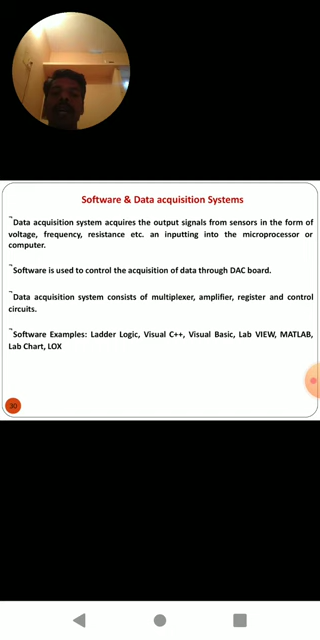 Software & Data acquisition Systems
Data acquisition system acquires the output signals from sensors in the form of
voltage, frequency, resistance etc. an inputting into the microprocessor or
computer.
Software is used to control the acquisition of data through DAC board.
Data acquisition system consists of multiplexer, amplifier, register and control
circuits.
Software Examples: Ladder Logic, Visual C++, Visual Basic, Lab VIEW, MATLAB,
Lab Chart, LOX
30